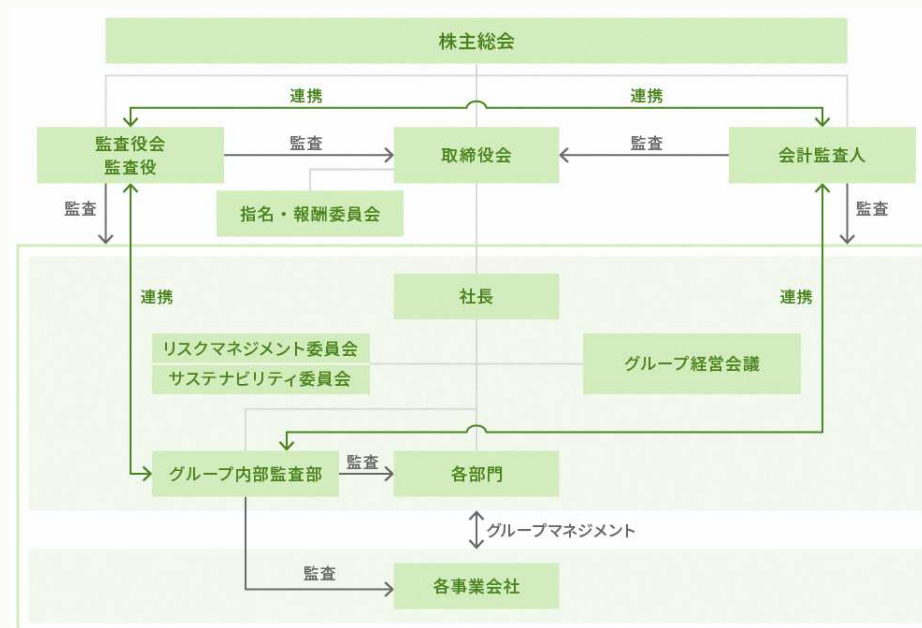 株主総会
連携
連携
監査役会
監査役
監査
取締役会
監査
会計監査人
監査
指名・報酬委員会
監査
社長
連携
連携
リスクマネジメント委員会
サステナビリティ委員会
グループ経営会議
グループ内部監査部
監査
各部門
グループマネジメント
監査
各事業会社